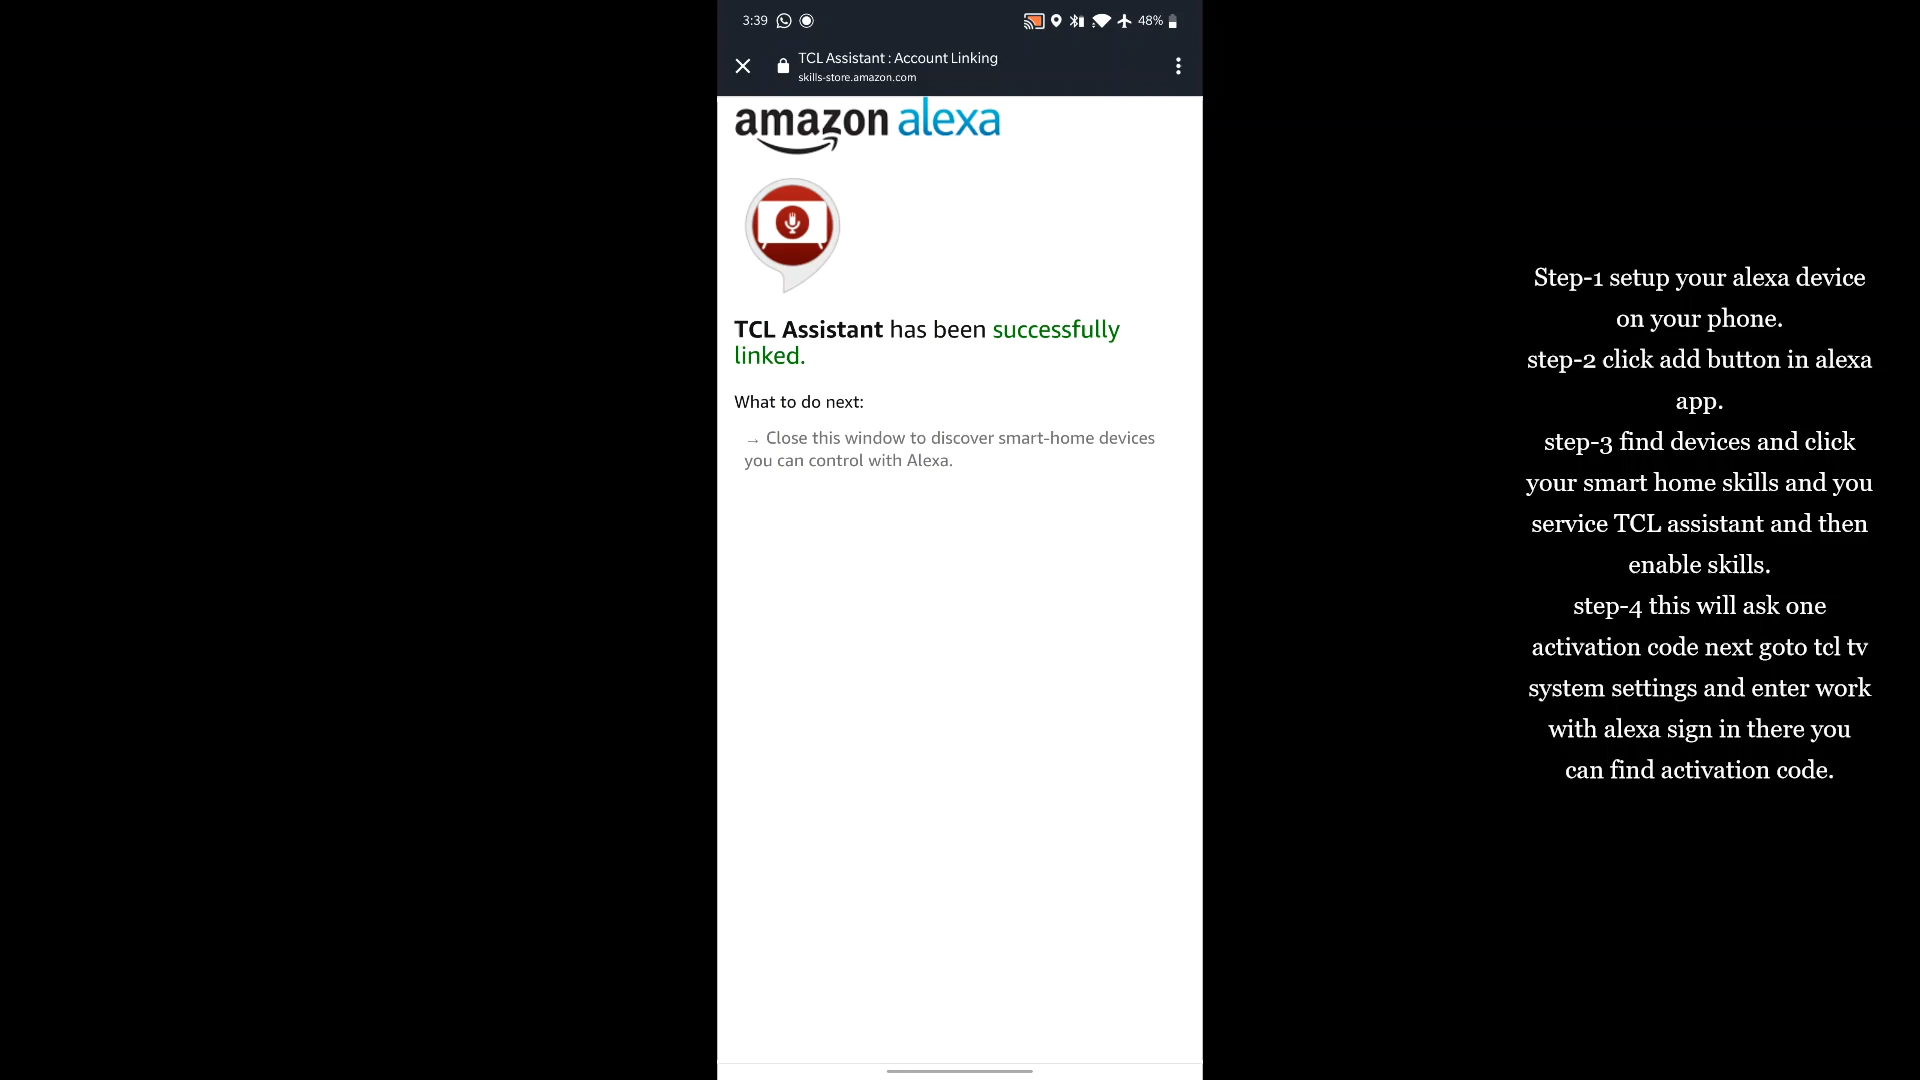 3:39
48%
TCL Assistant : Account Linking
skills-store.amazon.com
amazon alexa
TCL Assistant has been successfully
linked.
What to do next:
→ Close this window to discover smart-home devices
you can control with Alexa.
Step-1 setup your alexa device
on your phone.
step-2 click add button in alexa
app.
step-3 find devices and click
your smart home skills and you
service TCL assistant and then
enable skills.
step-4 this will ask one
activation code next goto tcl tv
system settings and enter work
with alexa sign in there you
can find activation code.